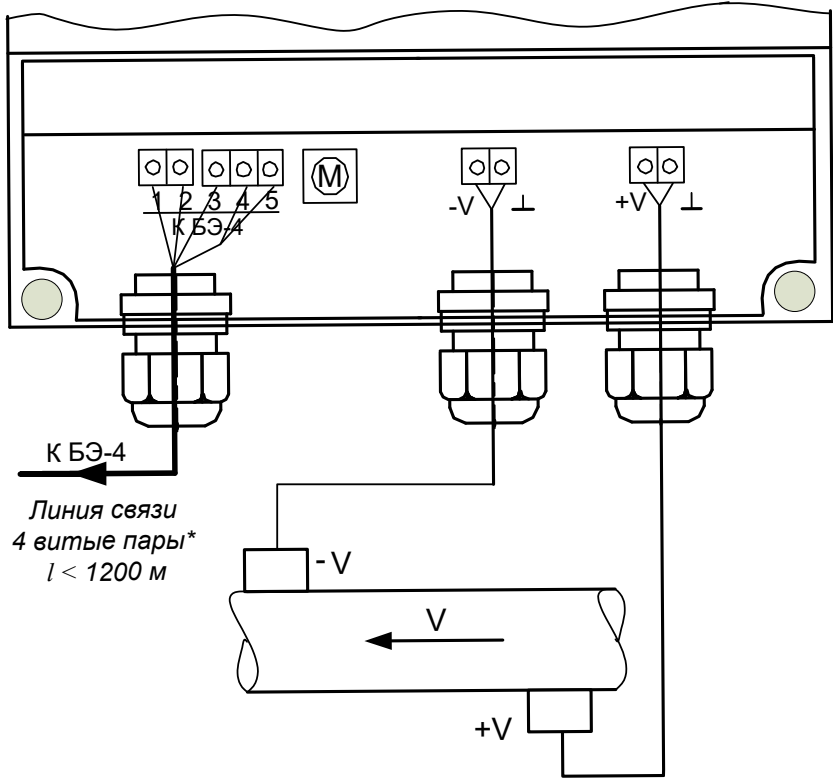 M
1 2 3 4 5
К БЭ-4
-V ⊥
+V ⊥
К БЭ-4
Линия связи
4 витые пары*
l < 1200 м
- V
V
+V